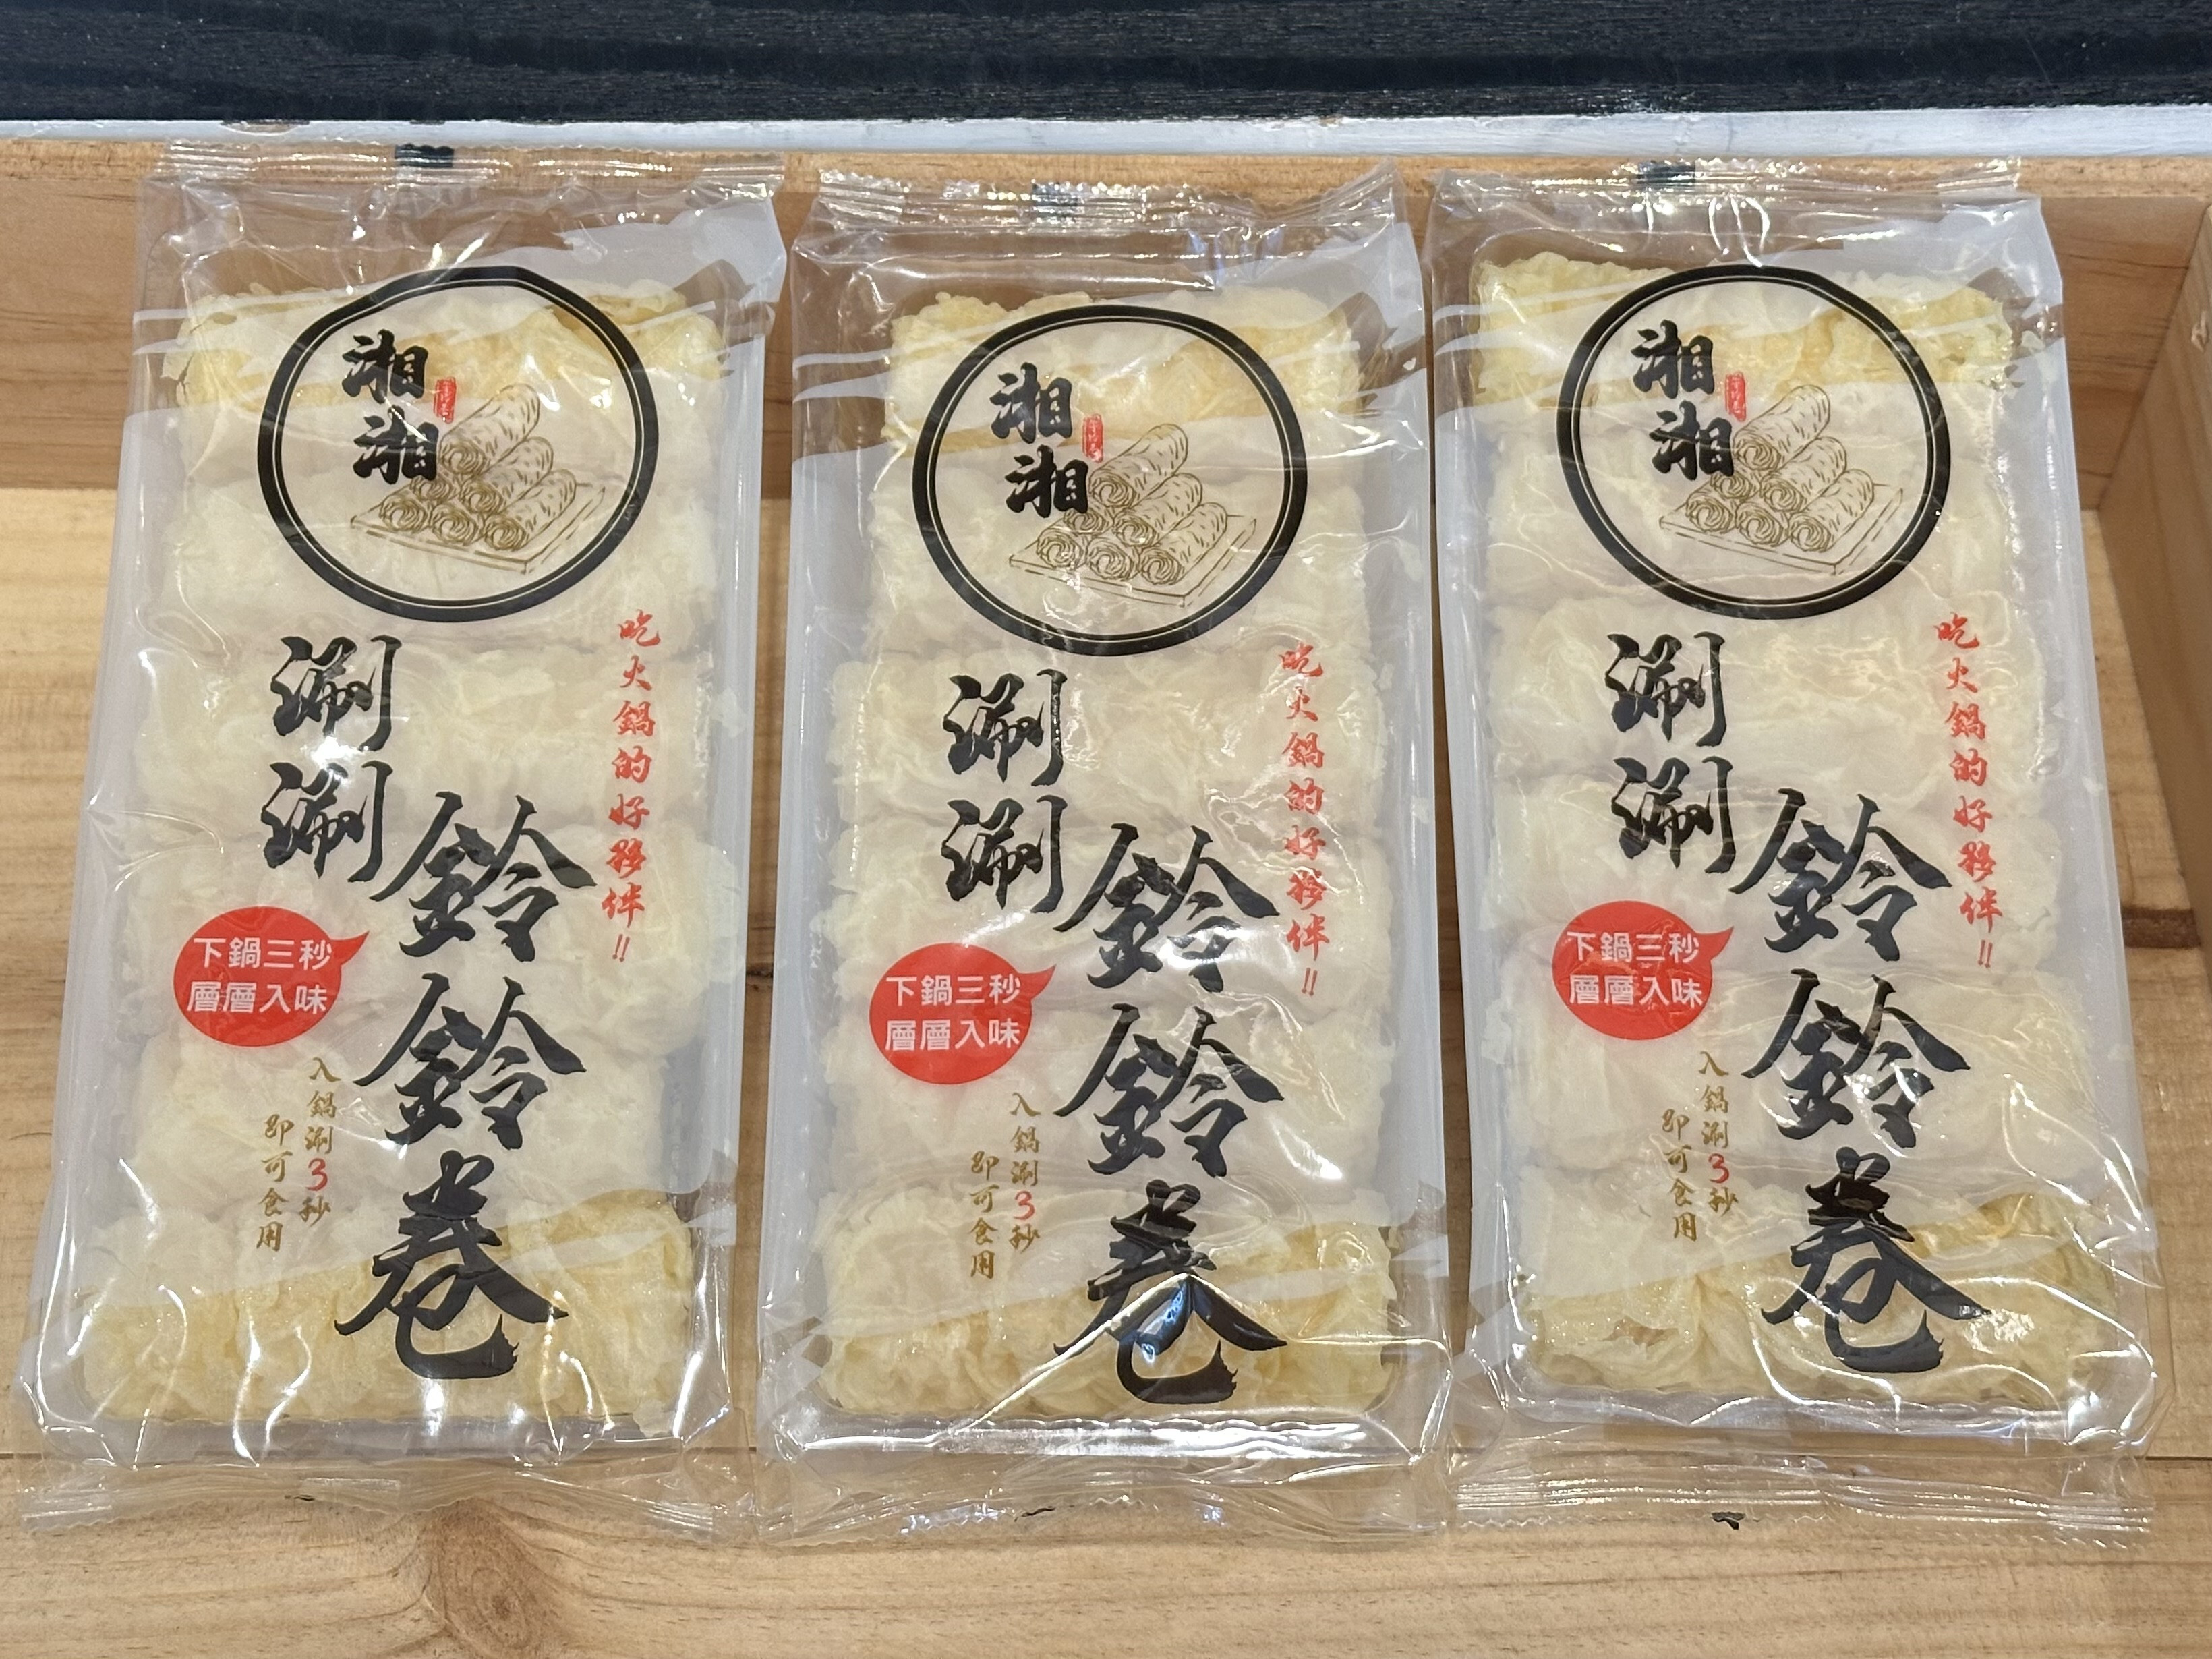 湘湘
涮涮
鈴鈴卷
吃火鍋的好夥伴!!
下鍋三秒
層層入味
入鍋涮3秒
即可食用
湘湘
涮涮
鈴鈴卷
吃火鍋的好夥伴!!
下鍋三秒
層層入味
入鍋涮3秒
即可食用
湘湘
涮涮
鈴鈴卷
吃火鍋的好夥伴!!
下鍋三秒
層層入味
入鍋涮3秒
即可食用